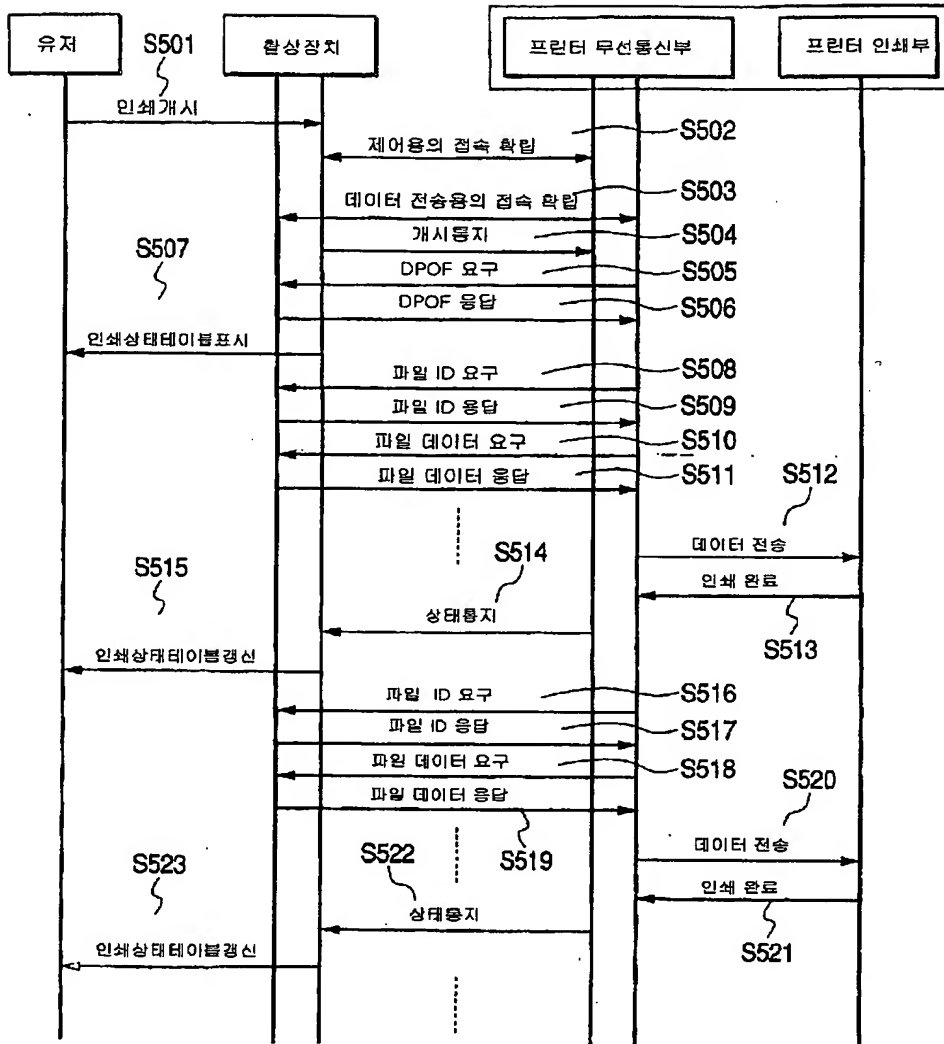 유저
촬상장치
프린터 무선통신부
프린터 인쇄부
S501
인쇄개시
S502
제어용의 접속 확립
S503
데이터 전송용의 접속 확립
S504
개시통지
S507
S505
DPOF 요구
S506
DPOF 응답
인쇄상태테이블표시
S508
파일 ID 요구
S509
파일 ID 응답
S510
파일 데이터 요구
S511
파일 데이터 응답
S512
데이터 전송
S514
S515
인쇄 완료
상태통지
S513
인쇄상태테이블갱신
S516
파일 ID 요구
S517
파일 ID 응답
S518
파일 데이터 요구
S520
파일 데이터 응답
S519
데이터 전송
S522
S523
인쇄 완료
상태통지
S521
인쇄상태테이블갱신